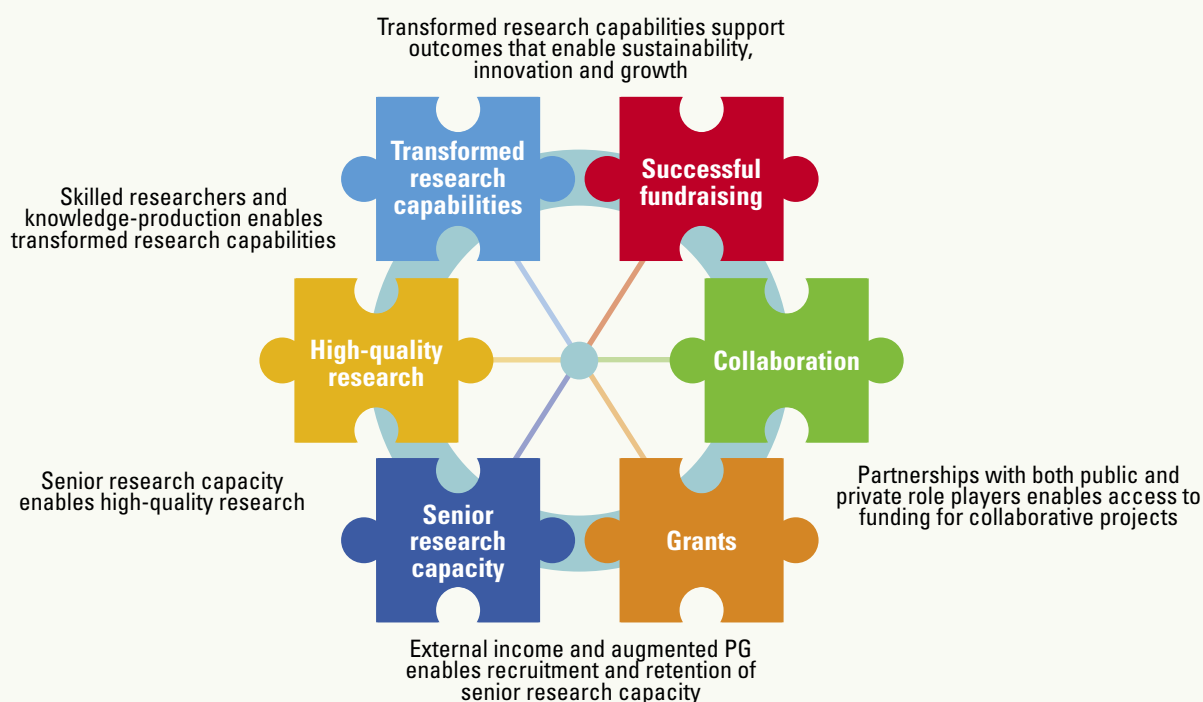 Transformed research capabilities support
outcomes that enable sustainability,
innovation and growth
Transformed
research
capabilities
Successful
fundraising
Skilled researchers and
knowledge-production enables
transformed research capabilities
High-quality
research
Collaboration
Senior research capacity
enables high-quality research
Partnerships with both public and
private role players enables access to
funding for collaborative projects
Senior
research
capacity
Grants
External income and augmented PG
enables recruitment and retention of
senior research capacity